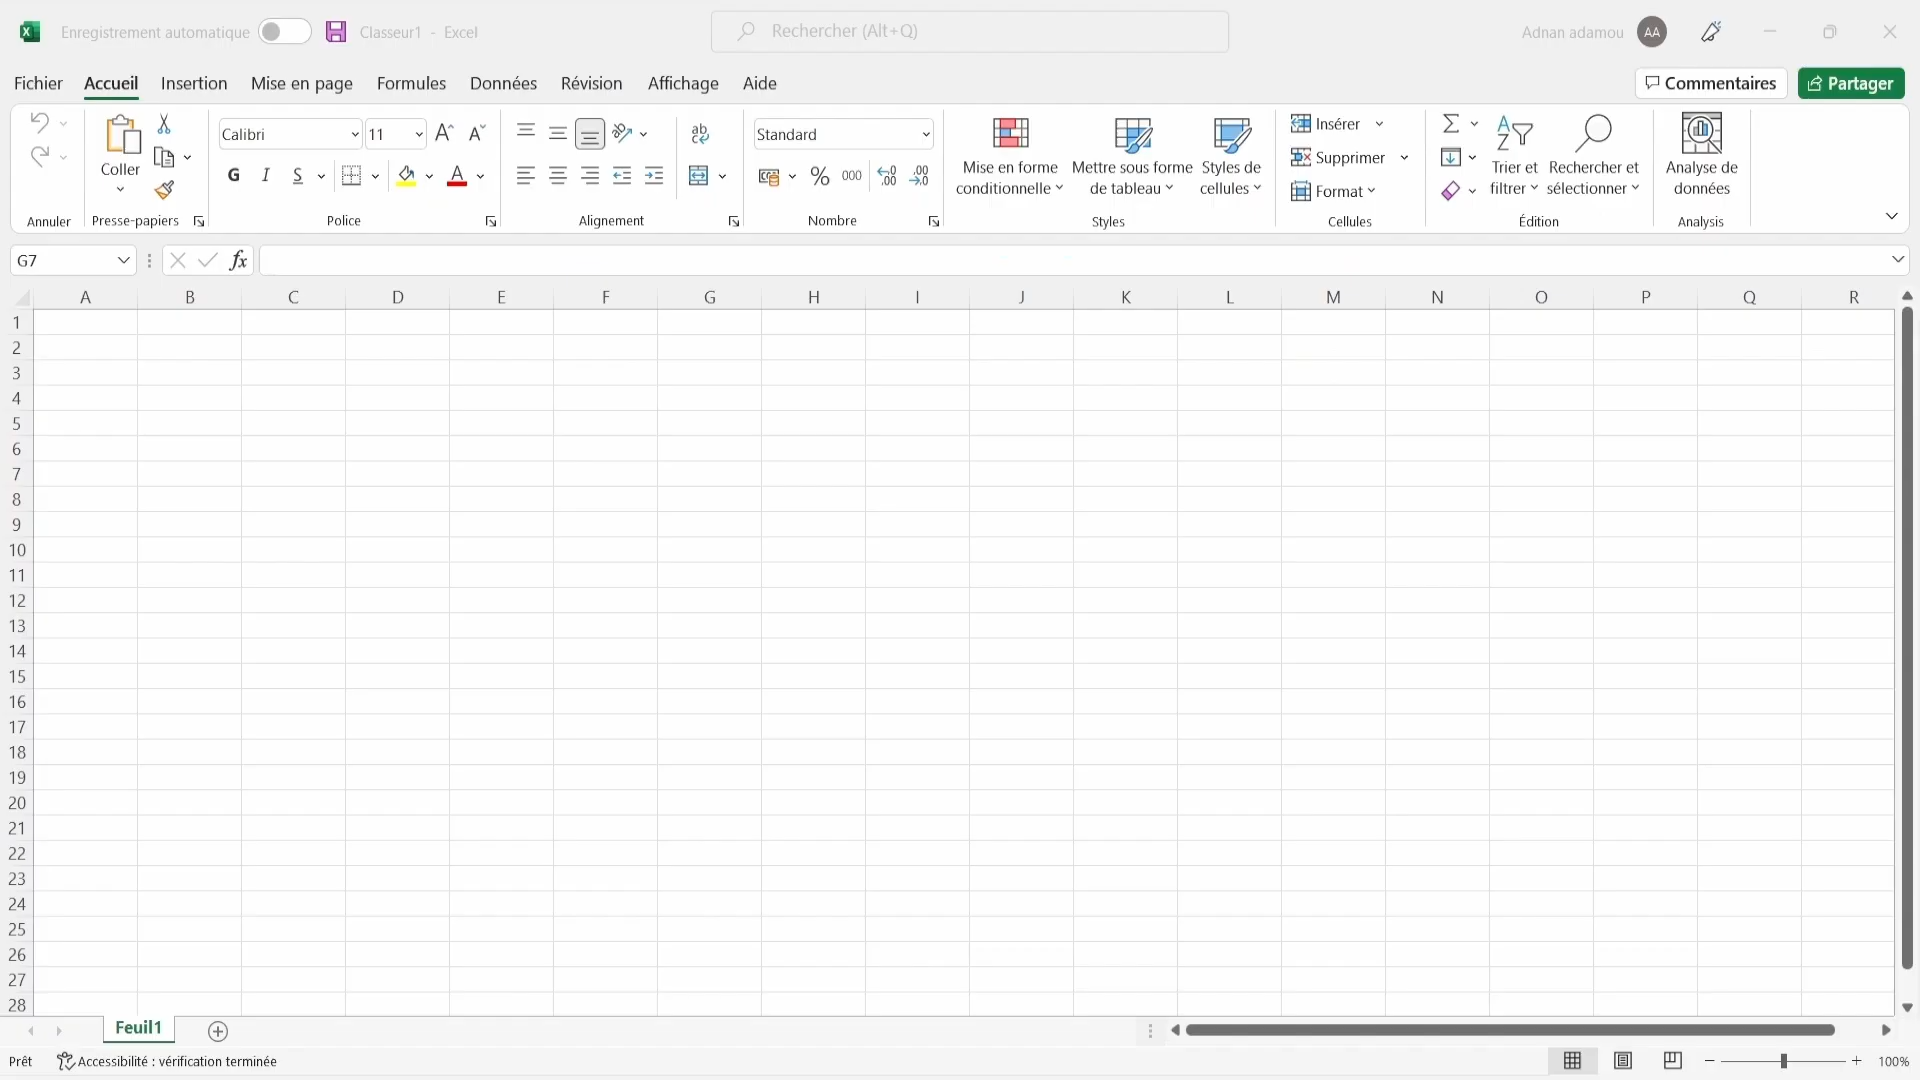 Enregistrement automatique Classeur1 - Excel Rechercher (Alt+Q) Adnan adamou AA
Fichier Accueil Insertion Mise en page Formules Données Révision Affichage Aide Commentaires Partager
Coller
Calibri 11
G I S
ab
Standard
% 000
Mise en forme conditionnelle
Mettre sous forme de tableau
Styles de cellules
Insérer
Supprimer
Format
Trier et filtrer
Rechercher et sélectionner
Analyse de données
Annuler Presse-papiers Police Alignement Nombre Styles Cellules Édition Analysis
G7 fx
A B C D E F G H I J K L M N O P Q R
1
2
3
4
5
6
7
8
9
10
11
12
13
14
15
16
17
18
19
20
21
22
23
24
25
26
27
28
Feuil1
Prêt Accessibilité : vérification terminée 100%